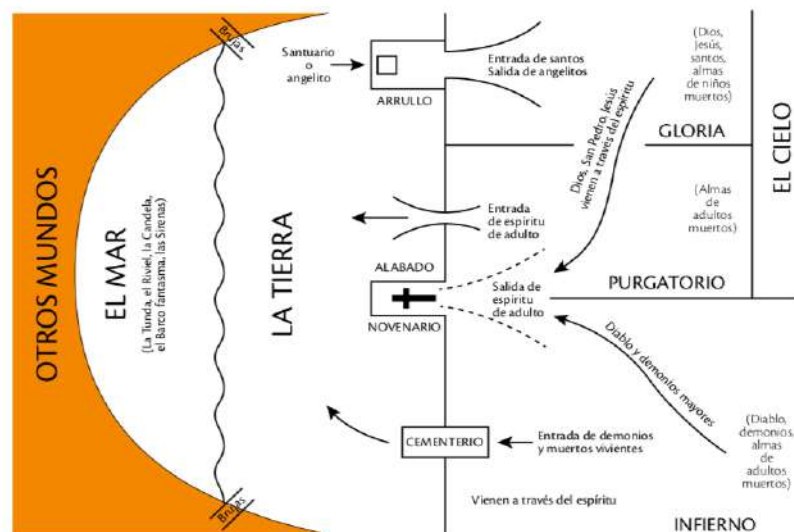 OTROS MUNDOS
Brujas
Brujas
EL MAR
(La Tunda, el Riviel, la Candela,
el Barco fantasma, las Sirenas)
LA TIERRA
Santuario
o
angelito
ARRULLO
Entrada de santos
Salida de angelitos
(Dios,
Jesús,
santos,
almas
de niños
muertos)
GLORIA
Dios, San Pedro, Jesús
vienen a través del espíritu
EL CIELO
Entrada
de espíritu
de adulto
(Almas
de
adultos
muertos)
PURGATORIO
ALABADO
NOVENARIO
Salida de
espíritu
de adulto
Diablo y demonios mayores
CEMENTERIO
Entrada de demonios
y muertos vivientes
(Diablo,
demonios,
almas
de
adultos
muertos)
Vienen a través del espíritu
INFIERNO